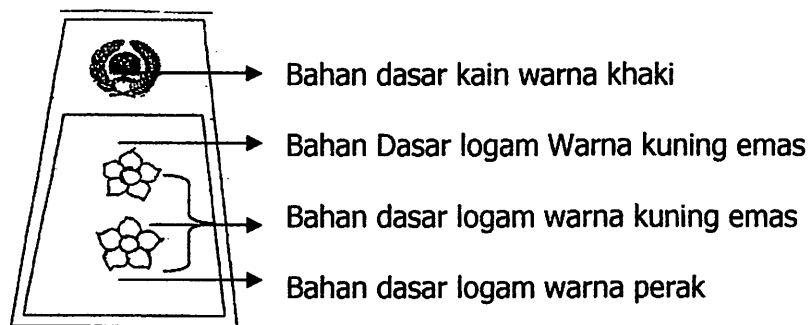 Bahan dasar kain warna khaki
Bahan Dasar logam Warna kuning emas
Bahan dasar logam warna kuning emas
Bahan dasar logam warna perak